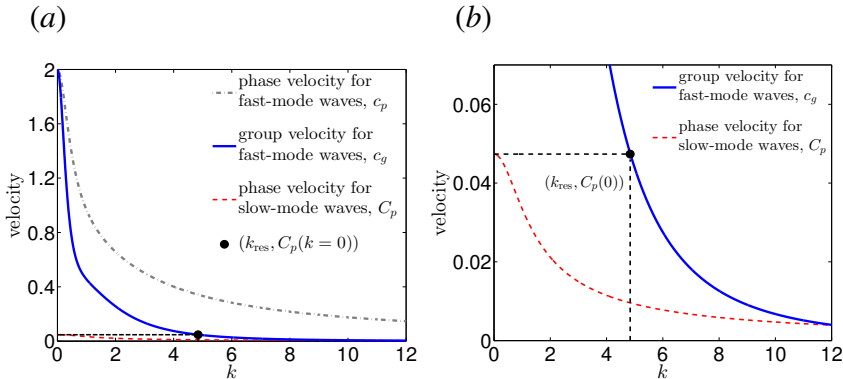 (a)
velocity
2
1.6
1.2
0.8
0.4
0
0 2 4 6 8 10 12
k
phase velocity for
fast-mode waves, c_p
group velocity for
fast-mode waves, c_g
phase velocity for
slow-mode waves, C_p
(k_res, C_p(k = 0))
(b)
velocity
0.06
0.04
0.02
0
0 2 4 6 8 10 12
k
group velocity for
fast-mode waves, c_g
phase velocity for
slow-mode waves, C_p
(k_res, C_p(0))